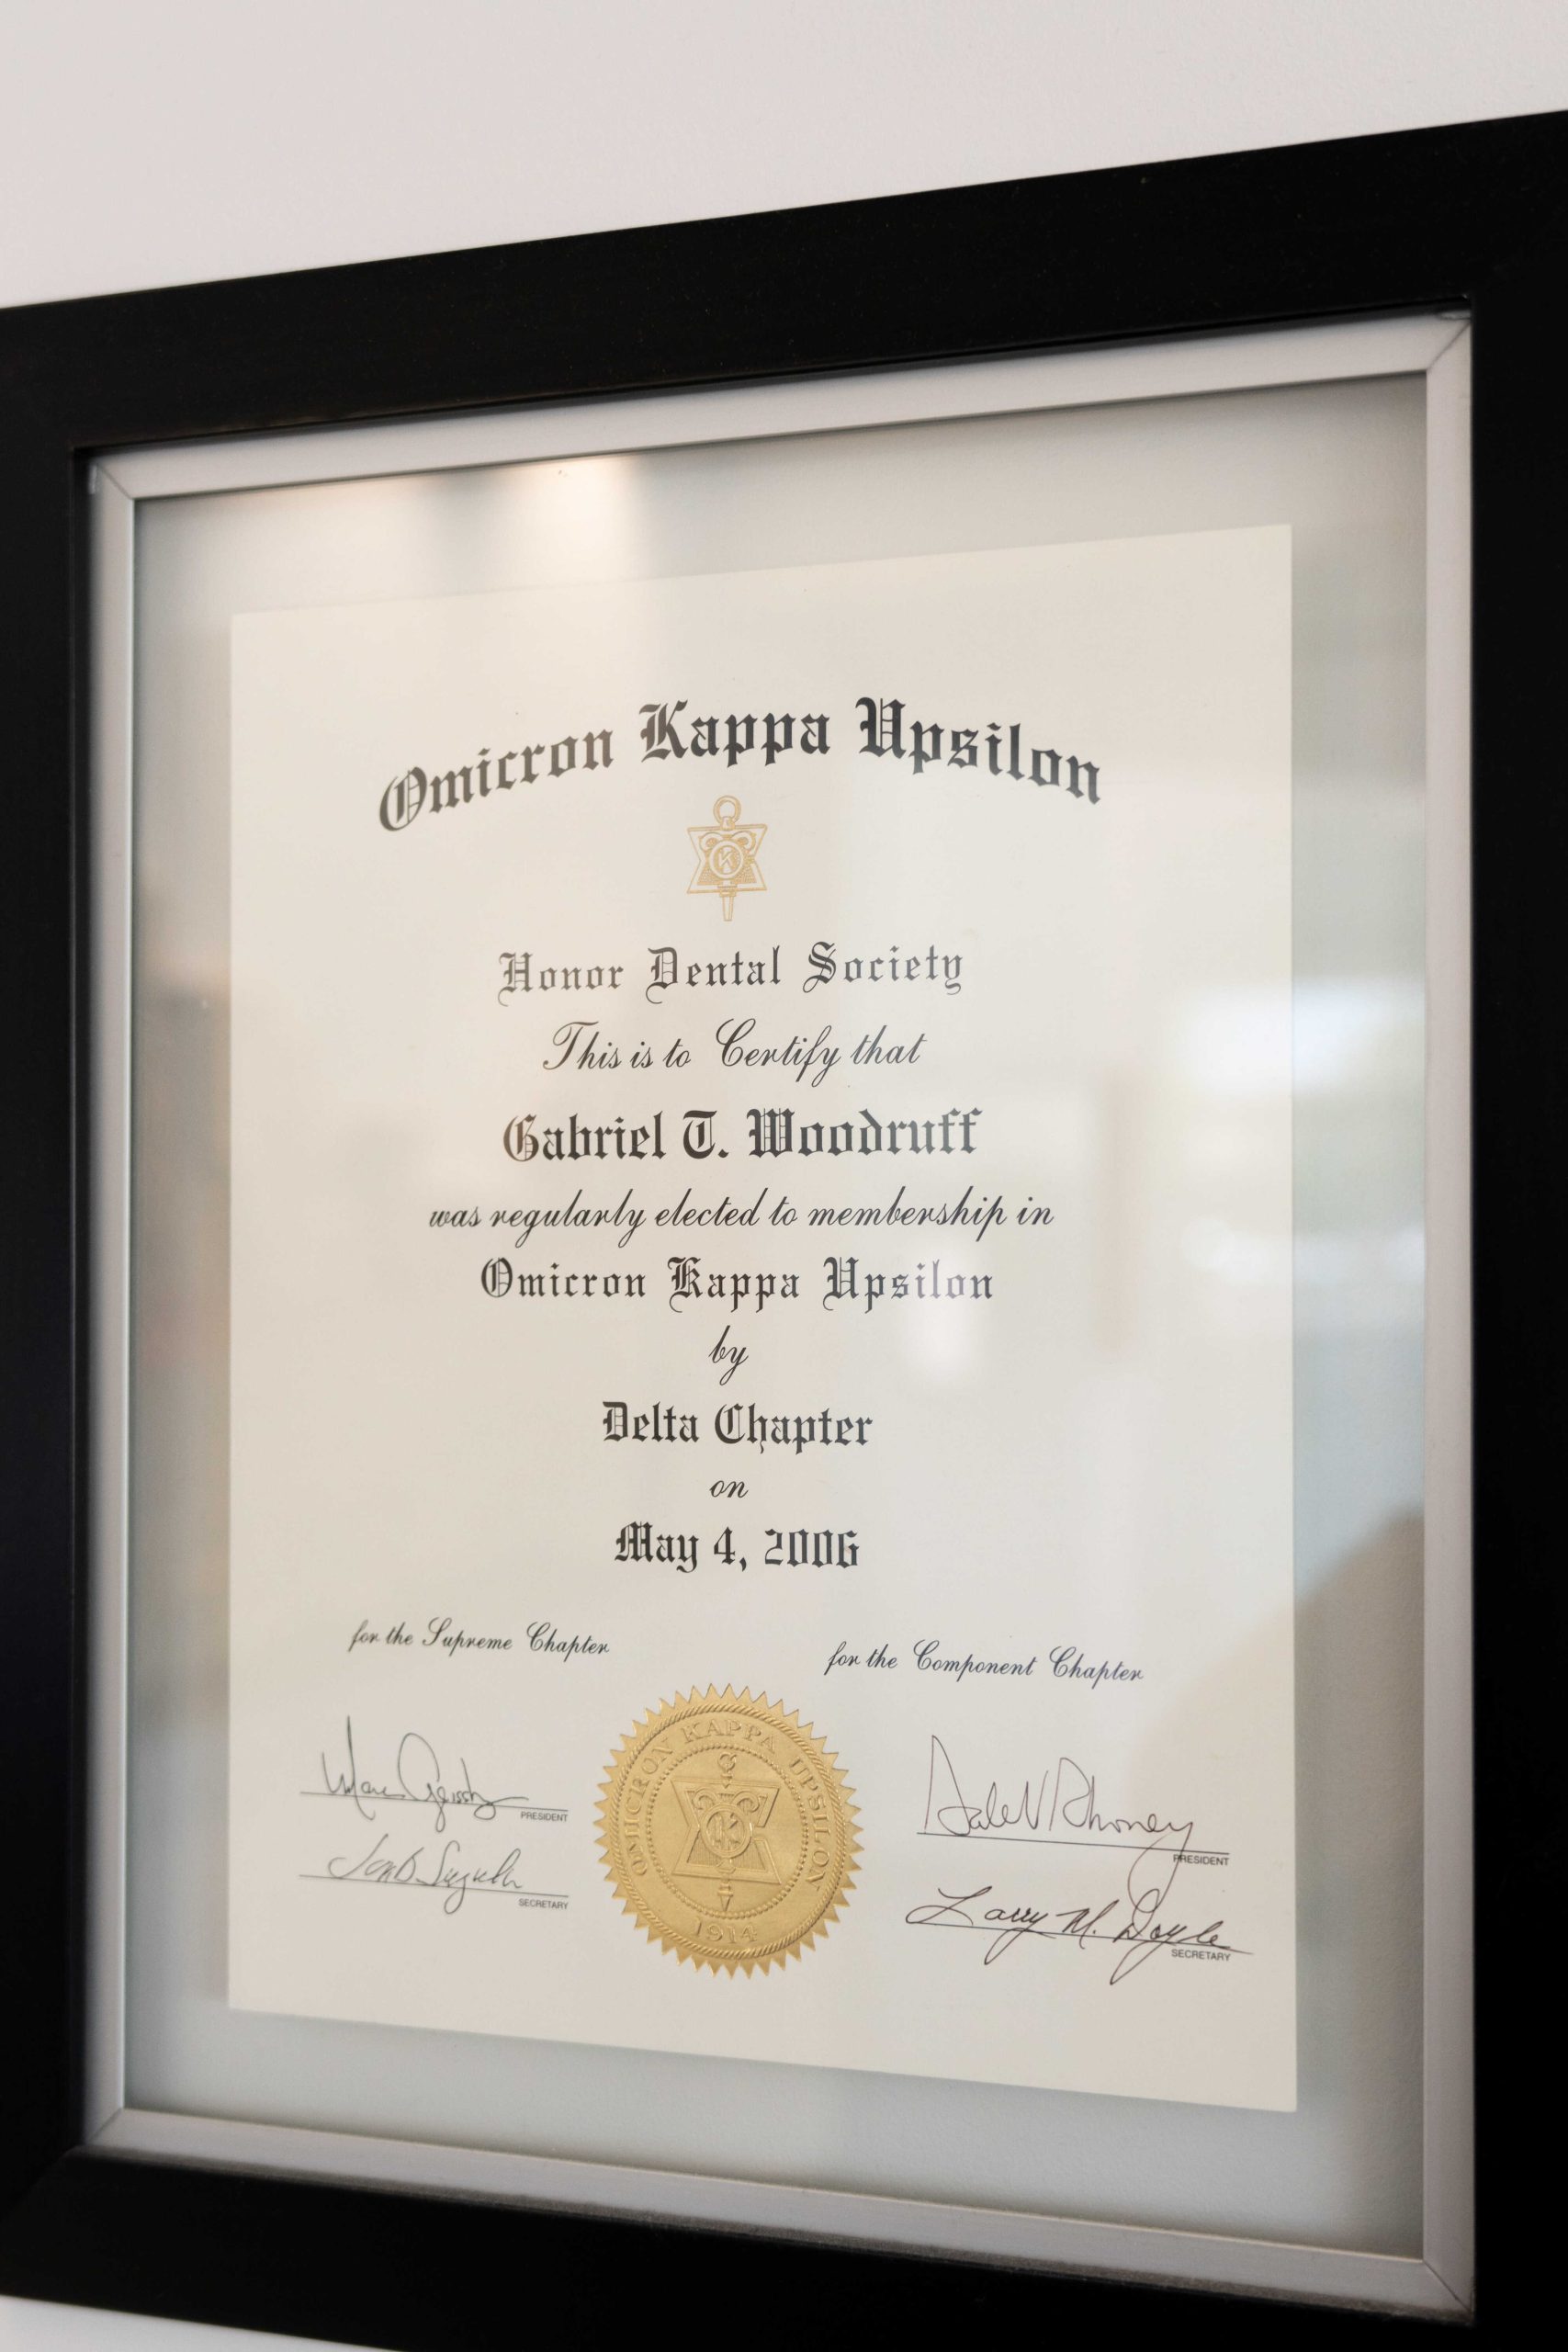 Omicron Kappa Upsilon
K
Honor Dental Society
This is to Certify that
Gabriel T. Woodruff
was regularly elected to membership in
Omicron Kappa Upsilon
by
Delta Chapter
on
May 4, 2006
for the Supreme Chapter
for the Component Chapter
PRESIDENT
SECRETARY
OMICRON KAPPA UPSILON
K
1914
PRESIDENT
Larry M. Doyle
SECRETARY